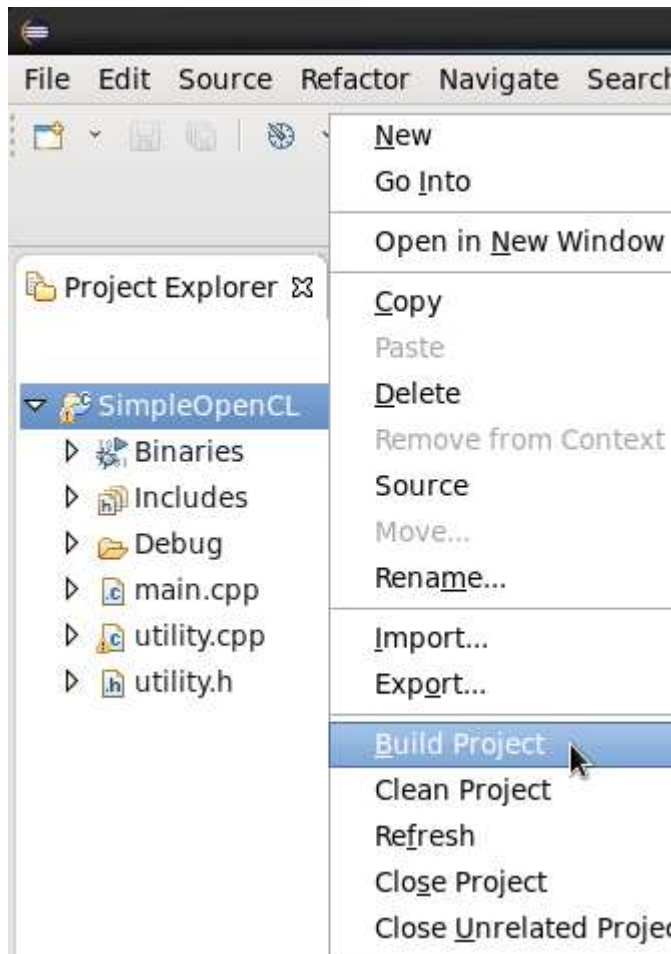 File Edit Source Refactor Navigate Search
New
Go Into
Open in New Window
Project Explorer
Copy
Paste
Delete
Remove from Context
Source
Move...
Rename...
Import...
Export...
Build Project
Clean Project
Refresh
Close Project
Close Unrelated Projec
SimpleOpenCL
Binaries
Includes
Debug
main.cpp
utility.cpp
utility.h